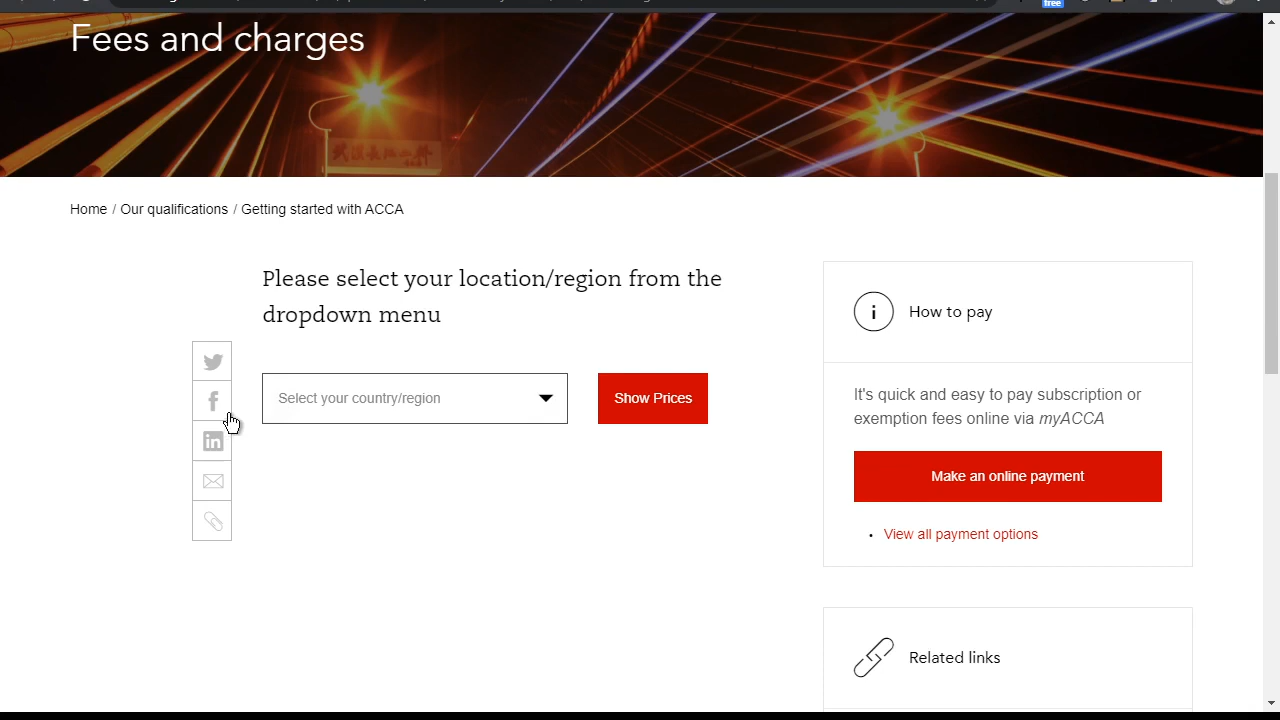 free
Fees and charges
Home / Our qualifications / Getting started with ACCA
Please select your location/region from the
dropdown menu
Select your country/region
Show Prices
How to pay
It's quick and easy to pay subscription or
exemption fees online via myACCA
Make an online payment
• View all payment options
Related links